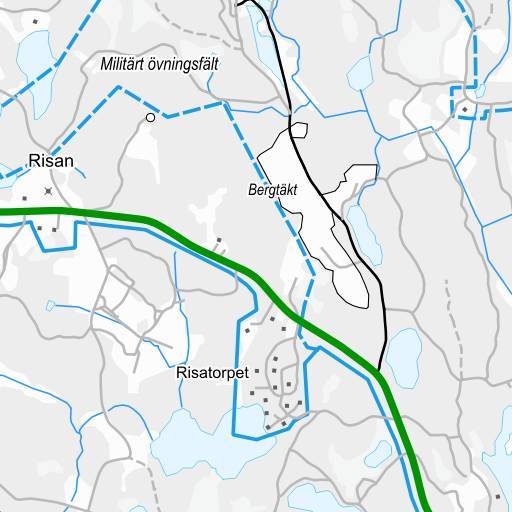 Militärt övningsfält
Risan
Bergtäkt
Risatorpet